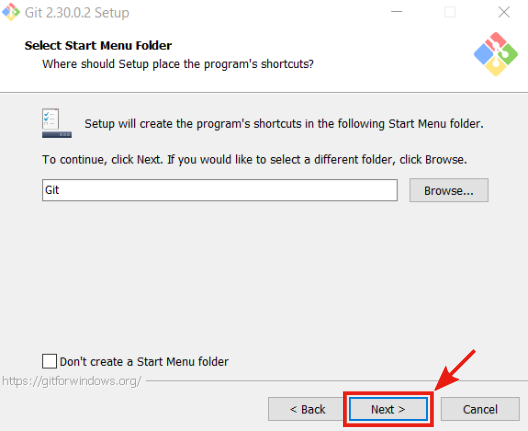 Git 2.30.0.2 Setup
Select Start Menu Folder
Where should Setup place the program's shortcuts?
Setup will create the program's shortcuts in the following Start Menu folder.
To continue, click Next. If you would like to select a different folder, click Browse.
Git
Browse...
Don't create a Start Menu folder
https://gitforwindows.org/
< Back
Next >
Cancel